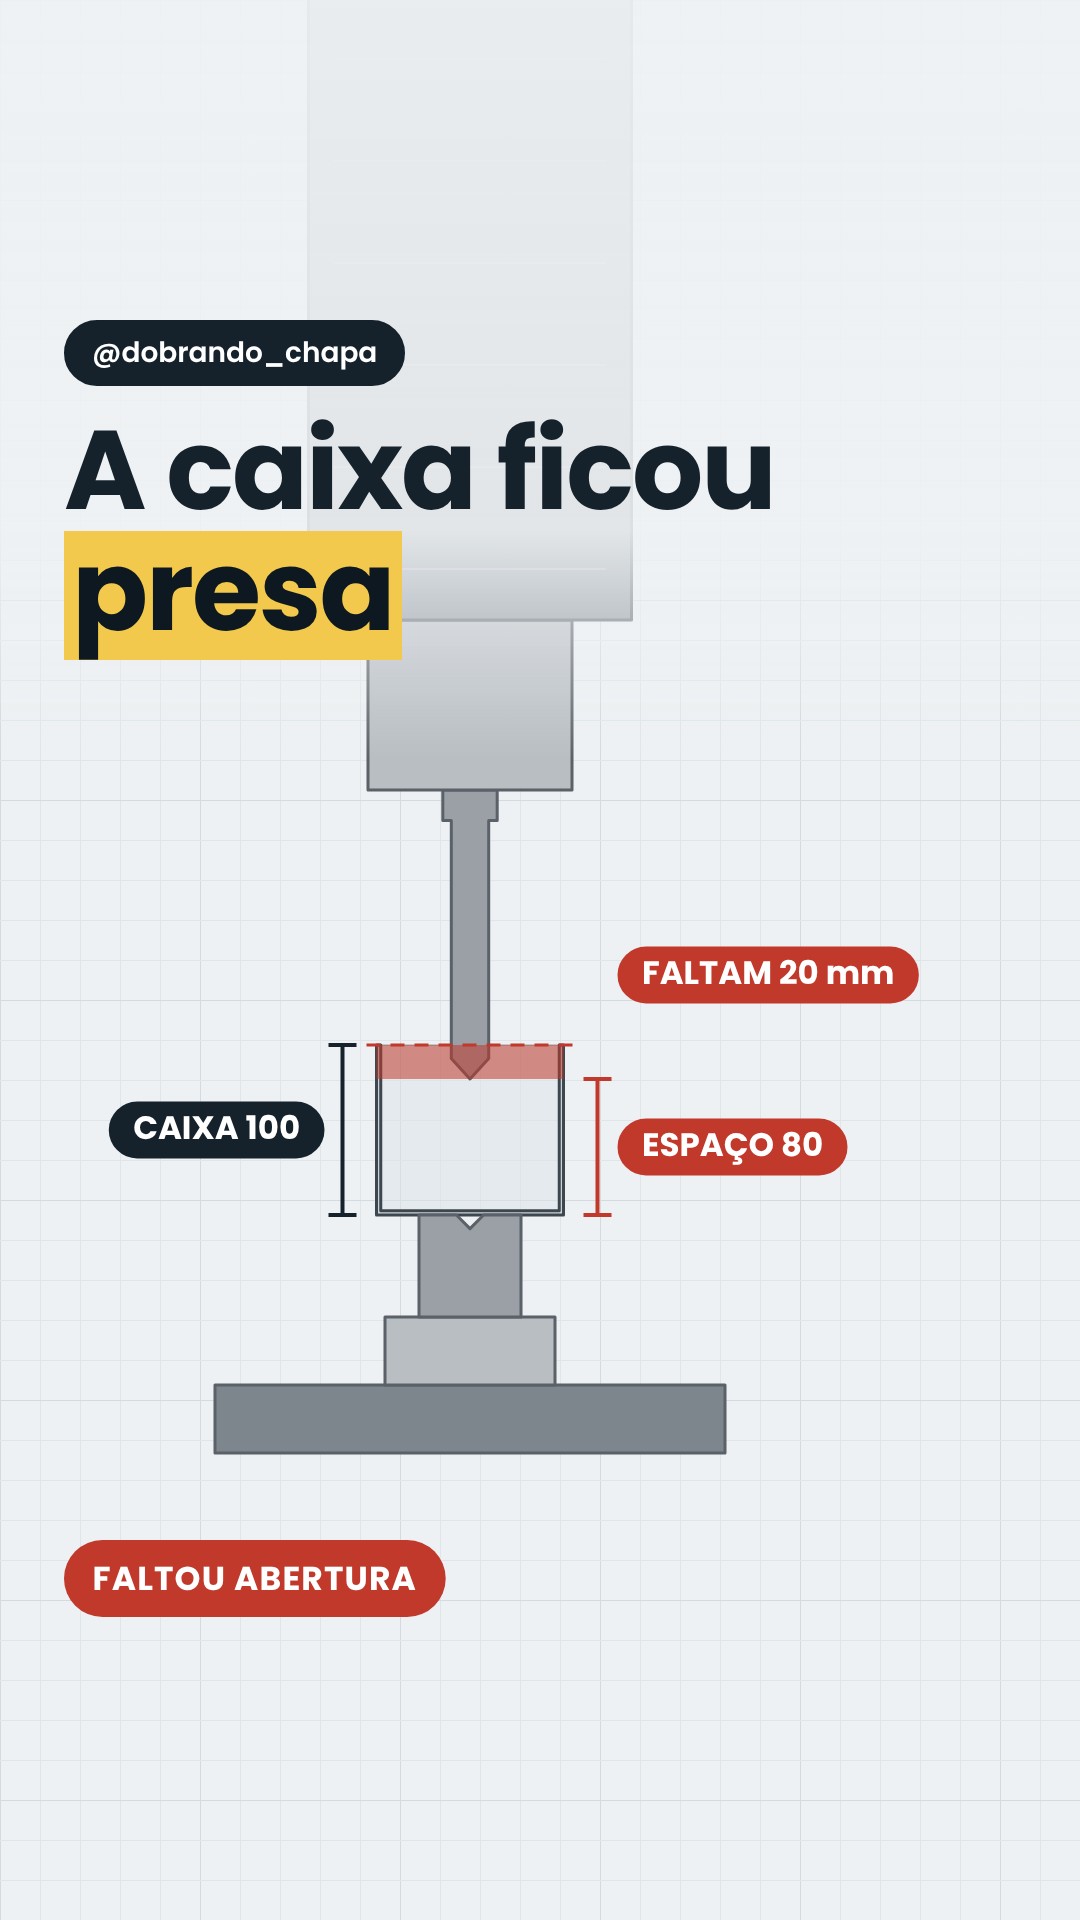 @dobrando_chapa
A caixa ficou
presa
FALTAM 20 mm
CAIXA 100
ESPAÇO 80
FALTOU ABERTURA